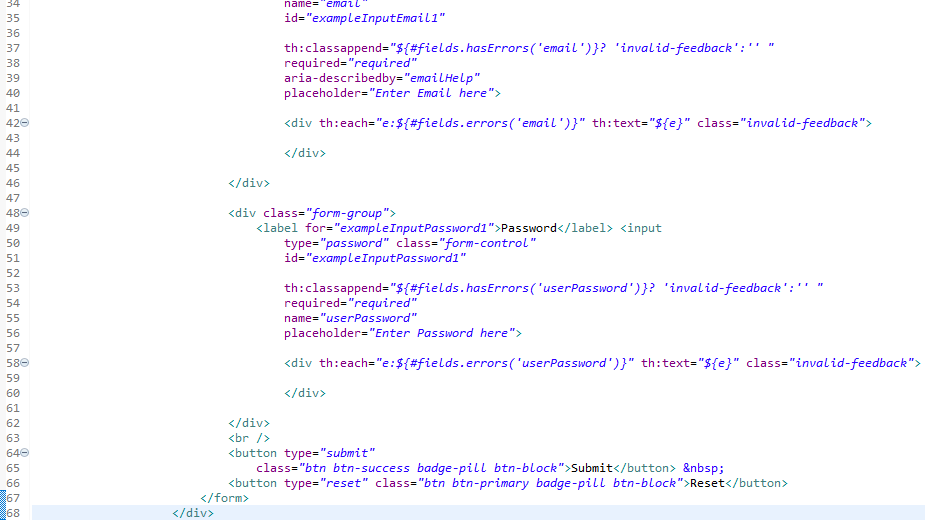 34 name="email"
35 id="exampleInputEmail1"
36
37 th:classappend="${#fields.hasErrors('email')}? 'invalid-feedback':'' "
38 required="required"
39 aria-describedby="emailHelp"
40 placeholder="Enter Email here">
41
42 <div th:each="e:${#fields.errors('email')}" th:text="${e}" class="invalid-feedback">
43
44 </div>
45
46 </div>
47
48 <div class="form-group">
49 <label for="exampleInputPassword1">Password</label> <input
50 type="password" class="form-control"
51 id="exampleInputPassword1"
52
53 th:classappend="${#fields.hasErrors('userPassword')}? 'invalid-feedback':'' "
54 required="required"
55 name="userPassword"
56 placeholder="Enter Password here">
57
58 <div th:each="e:${#fields.errors('userPassword')}" th:text="${e}" class="invalid-feedback">
59
60 </div>
61
62 </div>
63 <br />
64 <button type="submit"
65 class="btn btn-success badge-pill btn-block">Submit</button> &nbsp;
66 <button type="reset" class="btn btn-primary badge-pill btn-block">Reset</button>
67 </form>
68 </div>